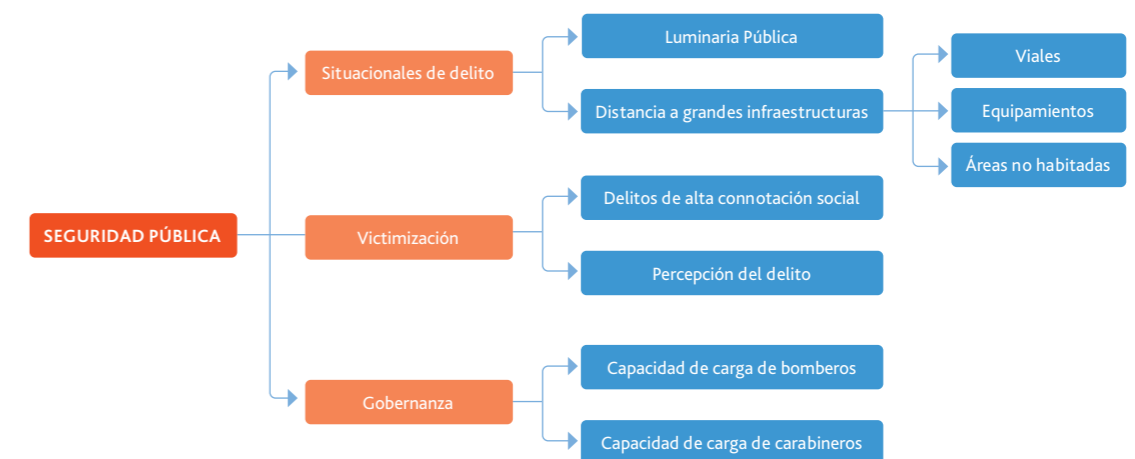 SEGURIDAD PÚBLICA
Situacionales de delito
Luminaria Pública
Distancia a grandes infraestructuras
Viales
Equipamientos
Áreas no habitadas
Victimización
Delitos de alta connotación social
Percepción del delito
Gobernanza
Capacidad de carga de bomberos
Capacidad de carga de carabineros